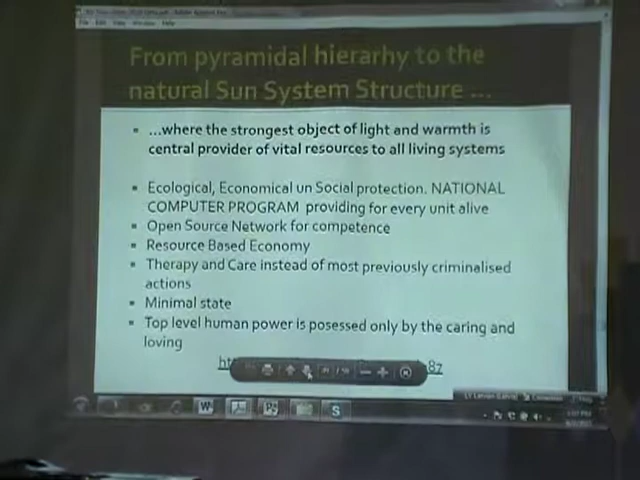 From pyramidal hierarhy to the
natural Sun System Structure ...
...where the strongest object of light and warmth is
central provider of vital resources to all living systems
Ecological, Economical un Social protection. NATIONAL
COMPUTER PROGRAM providing for every unit alive
Open Source Network for competence
Resource Based Economy
Therapy and Care instead of most previously criminalised
actions
Minimal state
Top level human power is posessed only by the caring and
loving
8z
W
S